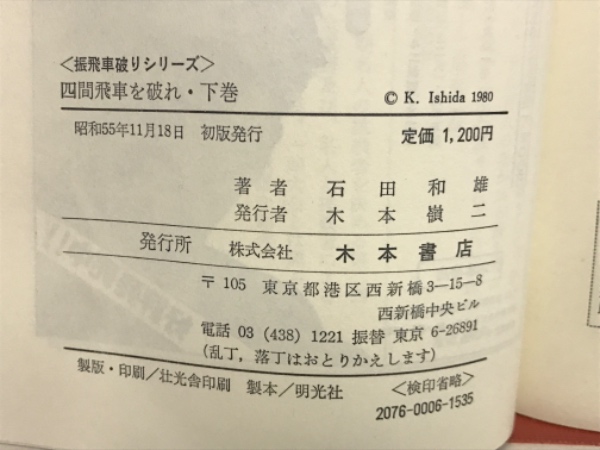 ＜振飛車破りシリーズ＞
四間飛車を破れ・下巻
© K. Ishida 1980
昭和55年11月18日 初版発行 定価 1,200円
著者 石田和雄
発行者 木本嶺二
発行所 株式会社 木本書店
〒105 東京都港区西新橋3—15—8
西新橋中央ビル
電話 03 (438) 1221 振替 東京 6-26891
(乱丁，落丁はおとりかえします)
製版・印刷/壮光舎印刷 製本/明光社 ＜検印省略＞
2076-0006-1535